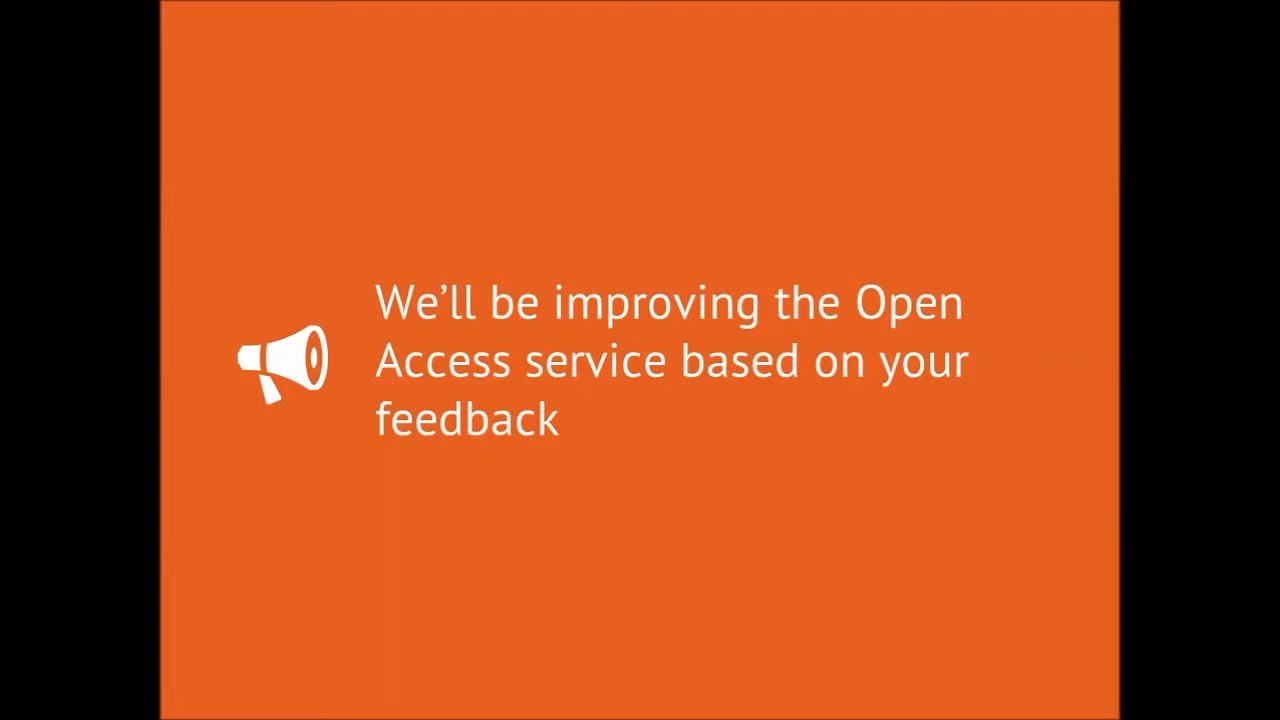 We’ll be improving the Open
Access service based on your
feedback